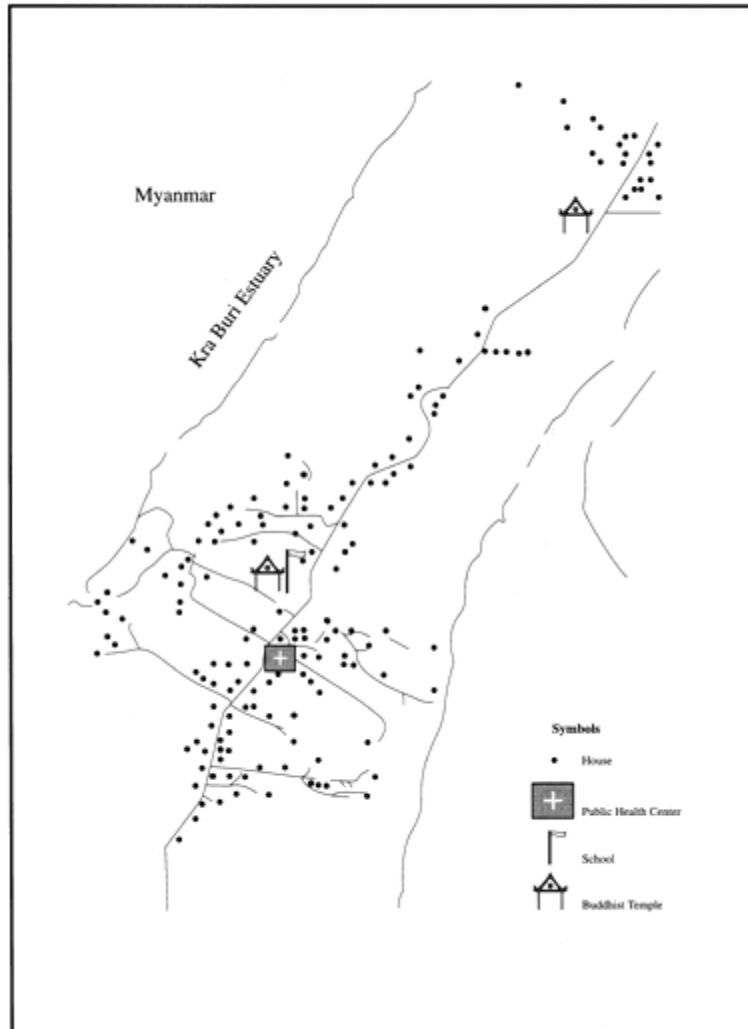 Myanmar
Kra Buri Estuary
Symbols
House
Public Health Center
School
Buddhist Temple